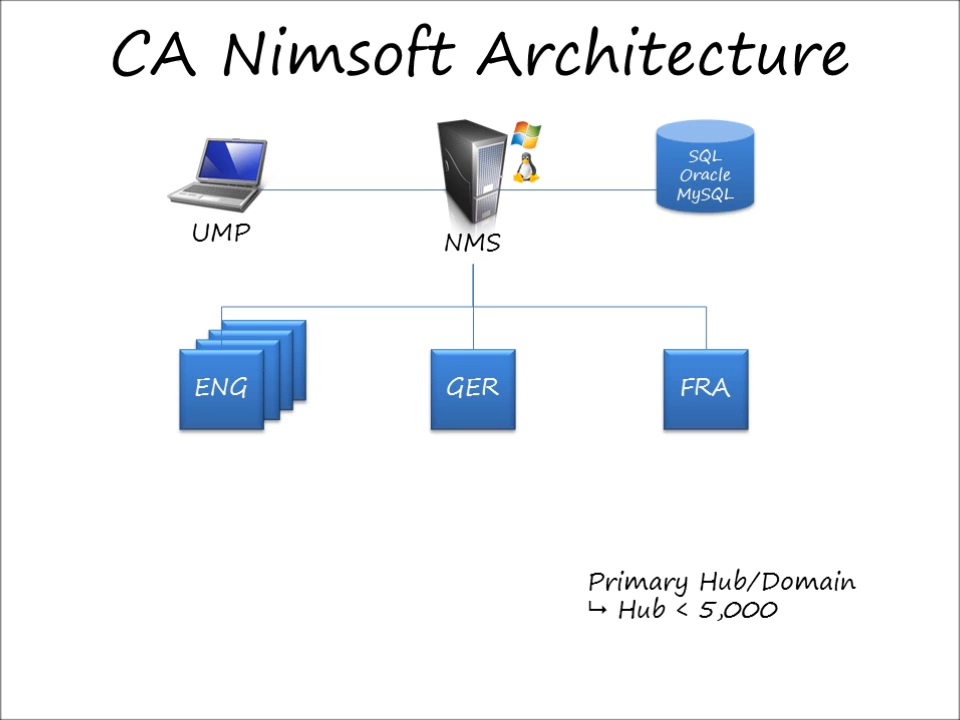 CA Nimsoft Architecture
SQL
Oracle
MySQL
UMP
NMS
ENG
GER
FRA
Primary Hub/Domain
↳ Hub < 5,000